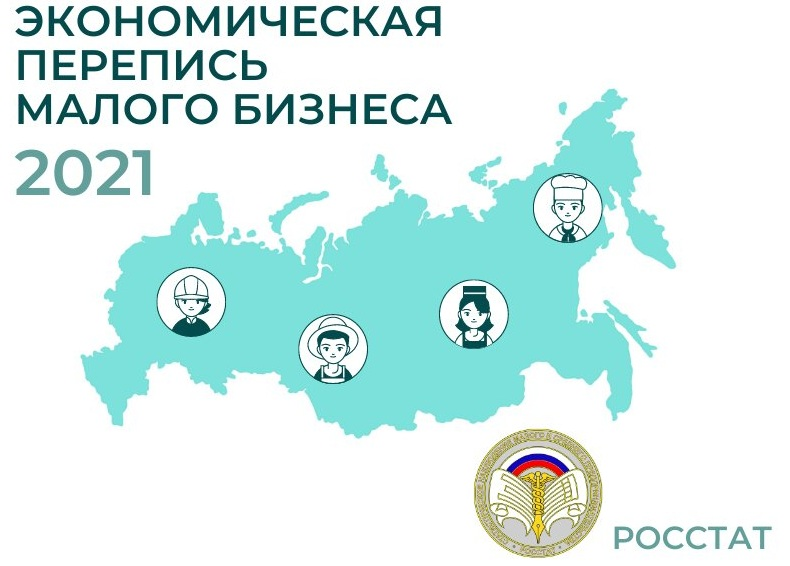 ЭКОНОМИЧЕСКАЯ
ПЕРЕПИСЬ
МАЛОГО БИЗНЕСА
2021
РОССТАТ